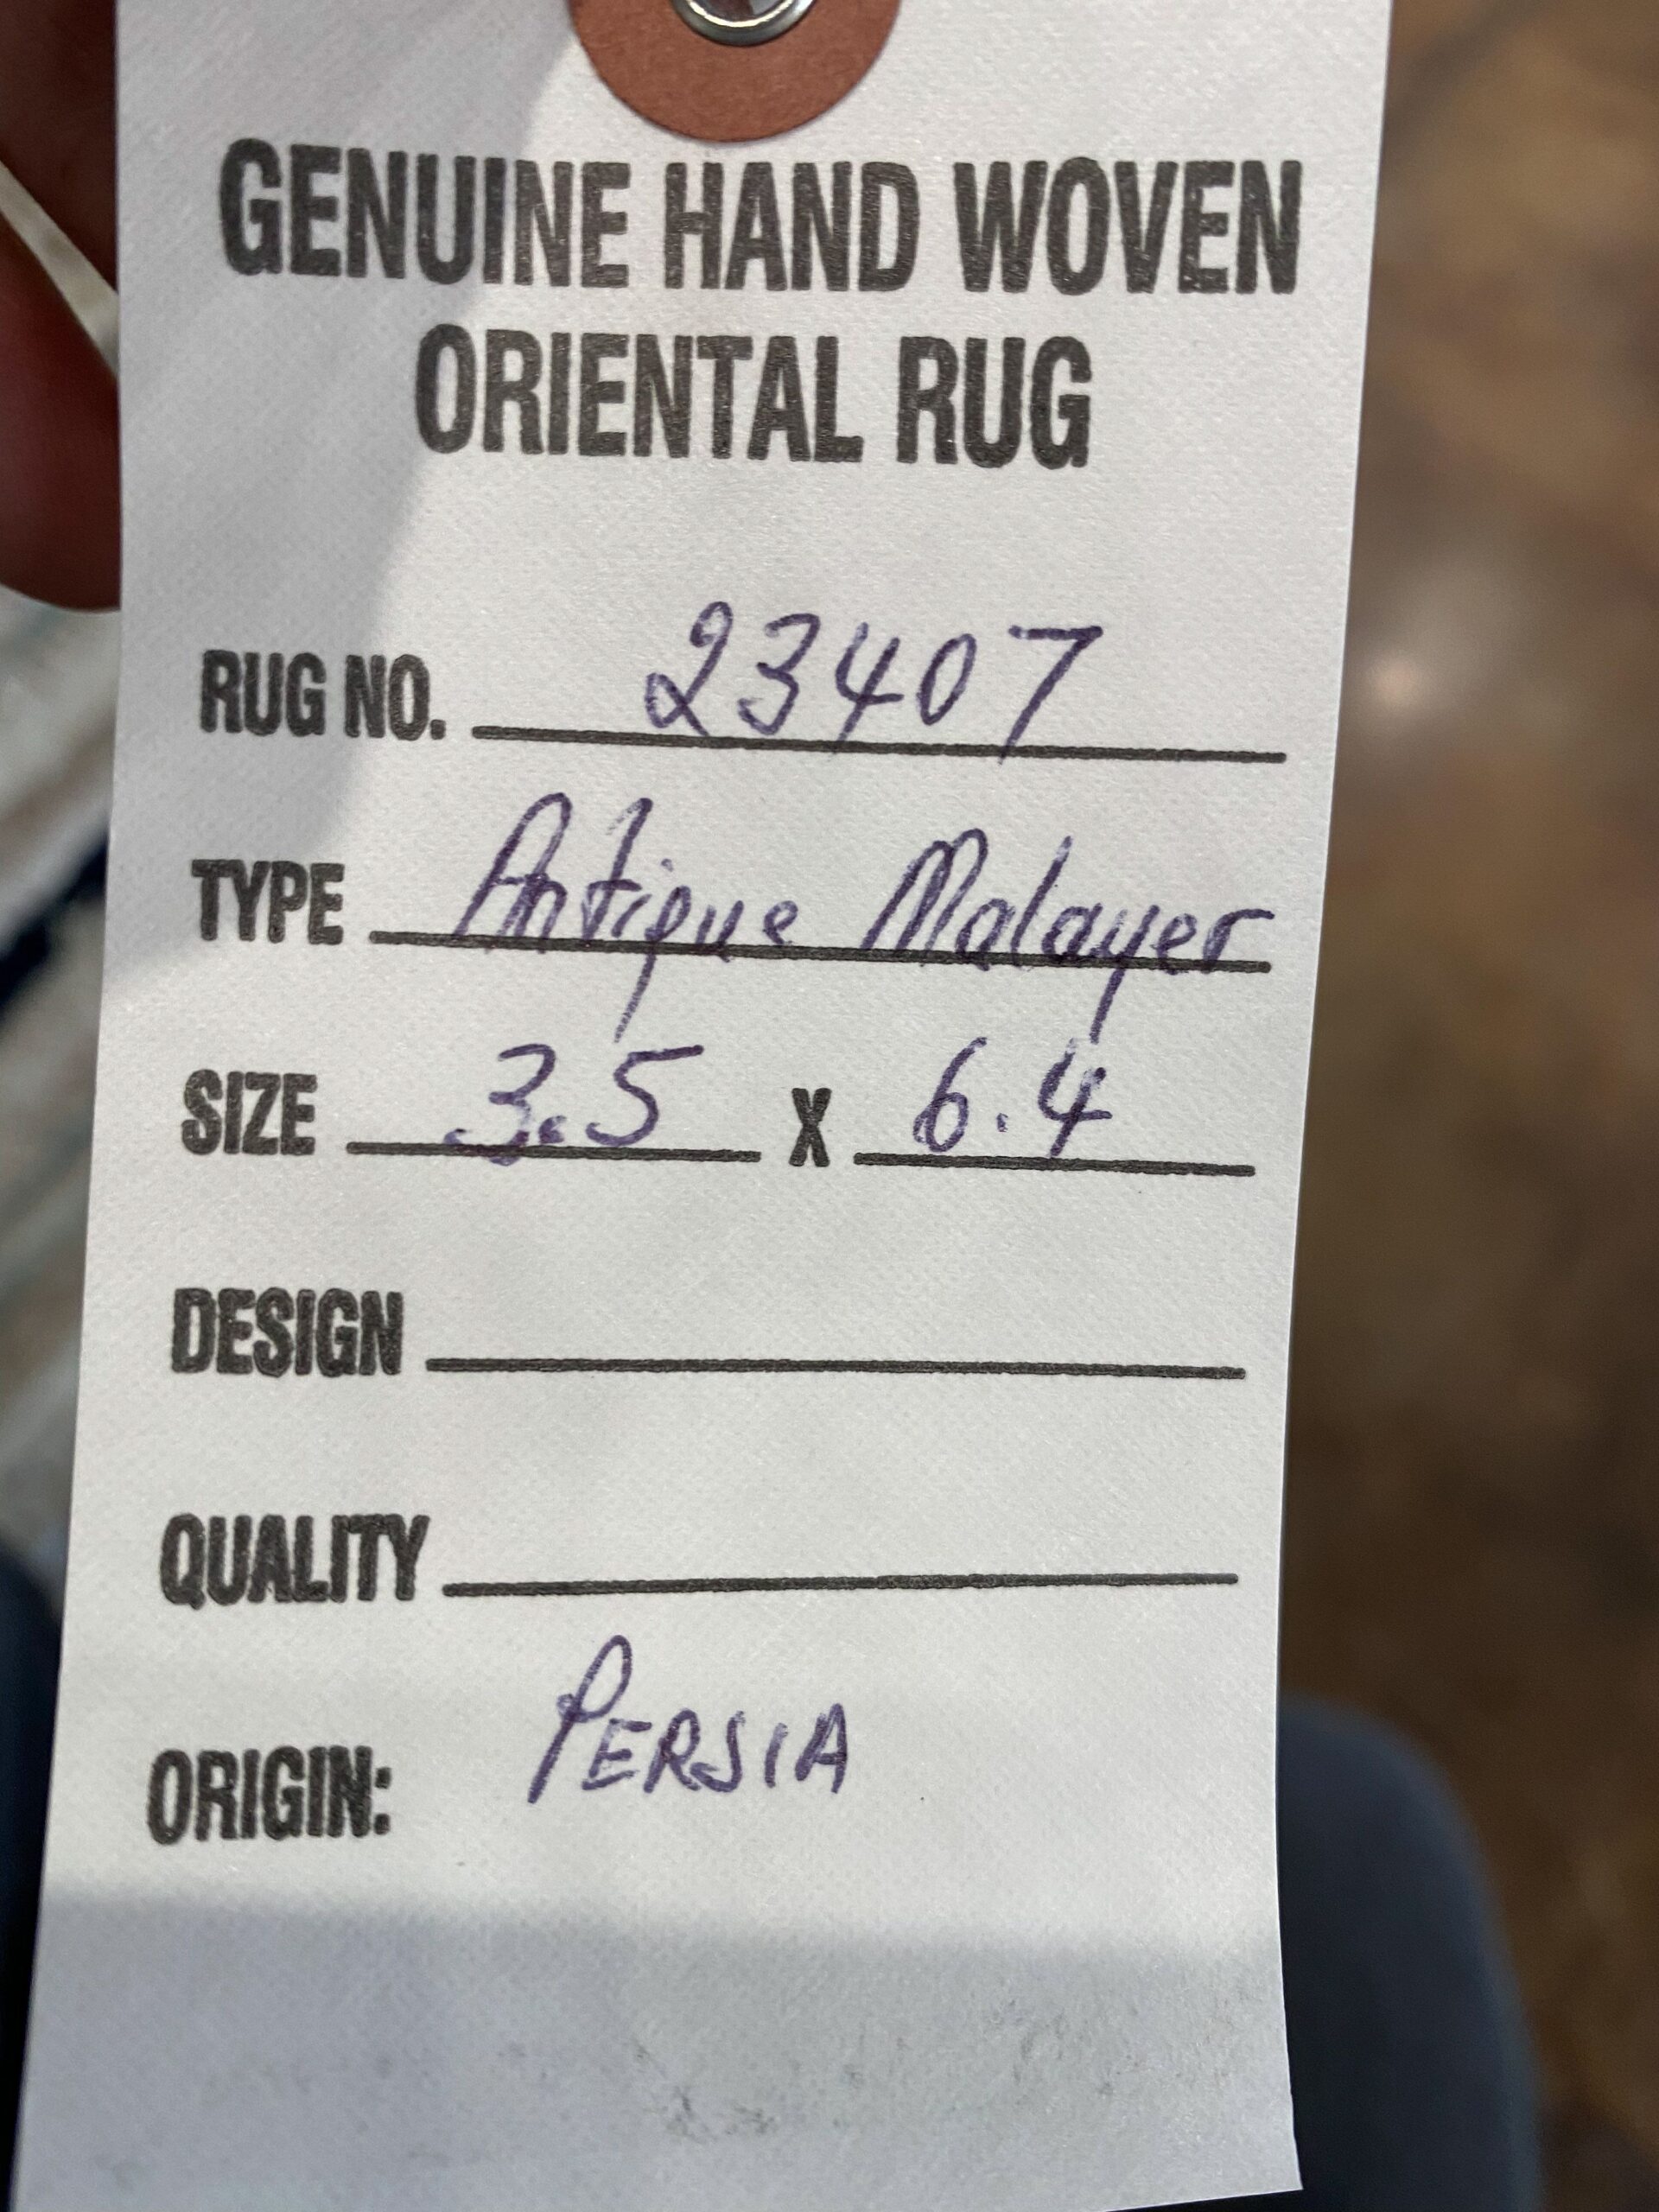 GENUINE HAND WOVEN
ORIENTAL RUG
RUG NO. 23407
TYPE Antique Malayer
SIZE 3.5 X 6.4
DESIGN
QUALITY
ORIGIN: PERSIA